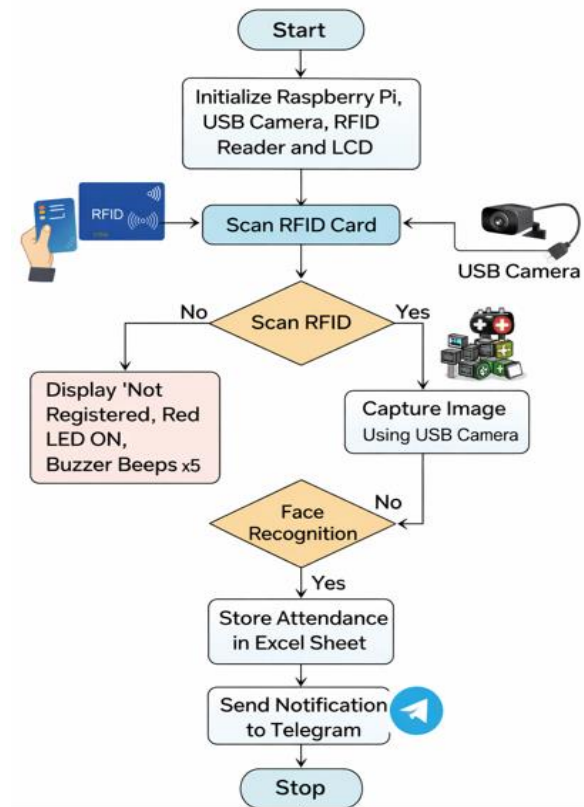 Start
Initialize Raspberry Pi,
USB Camera, RFID
Reader and LCD
RFID
Scan RFID Card
USB Camera
No
Scan RFID
Yes
Display 'Not
Registered, Red
LED ON,
Buzzer Beeps x5
Capture Image
Using USB Camera
Face
Recognition
No
Yes
Store Attendance
in Excel Sheet
Send Notification
to Telegram
Stop